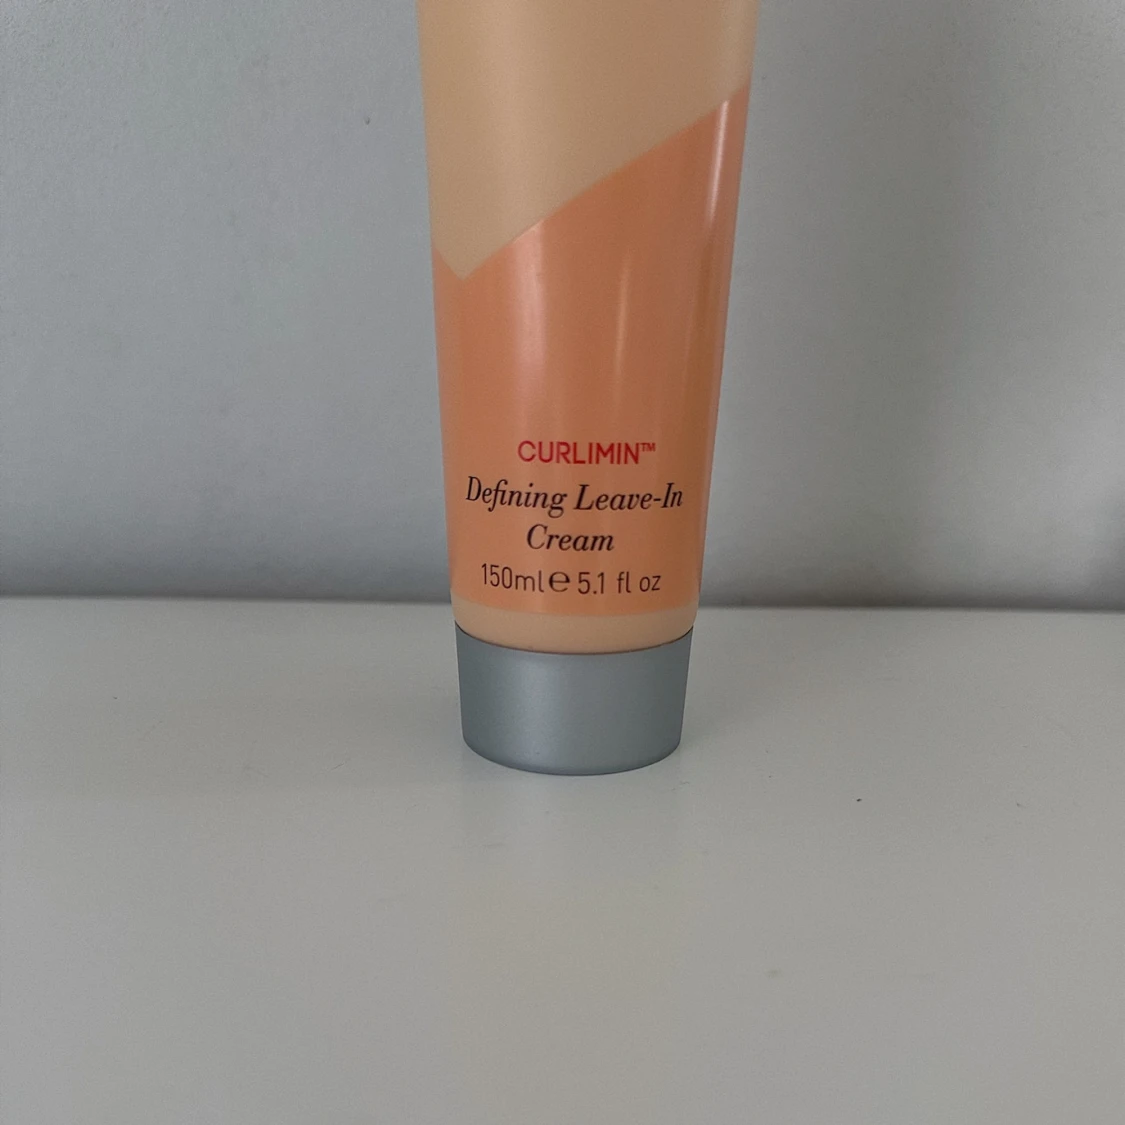 CURLIMIN™
Defining Leave-In
Cream
150ml℮ 5.1 fl oz